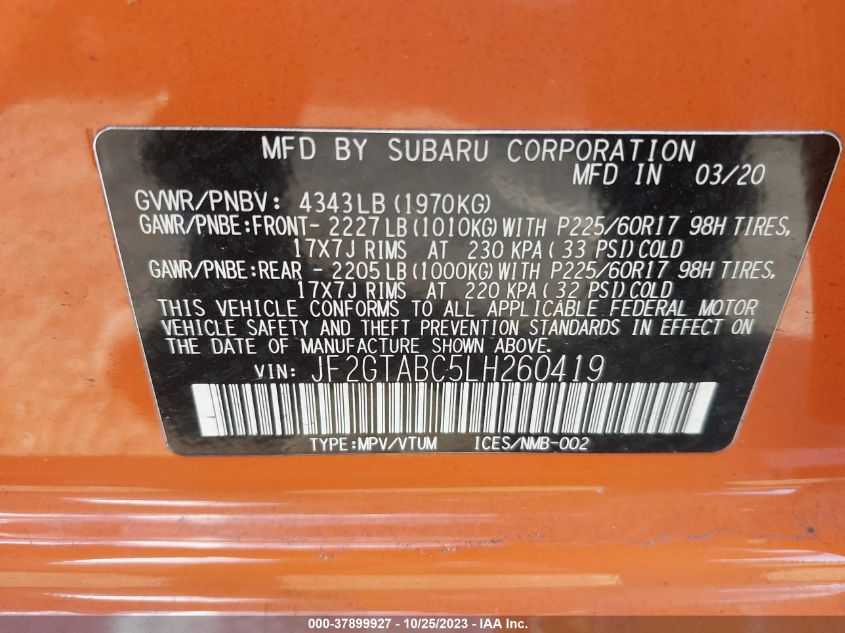 MFD BY SUBARU CORPORATION
MFD IN 03/20
GVWR/PNBV: 4343LB (1970KG)
GAWR/PNBE:FRONT- 2227LB(1010KG)WITH P225/60R17 98H TIRES,
17X7J RIMS AT 230 KPA( 33 PSI)COLD
GAWR/PNBE:REAR - 2205LB(1000KG)WITH P225/60R17 98H TIRES,
17X7J RIMS AT 220 KPA( 32 PSI)COLD
THIS VEHICLE CONFORMS TO ALL APPLICABLE FEDERAL MOTOR
VEHICLE SAFETY AND THEFT PREVENTION STANDARDS IN EFFECT ON
THE DATE OF MANUFACTURE SHOWN ABOVE.
VIN: JF2GTABC5LH260419
TYPE:MPV/VTUM ICES/NMB-002
000-37899927 - 10/25/2023 - IAAI.com